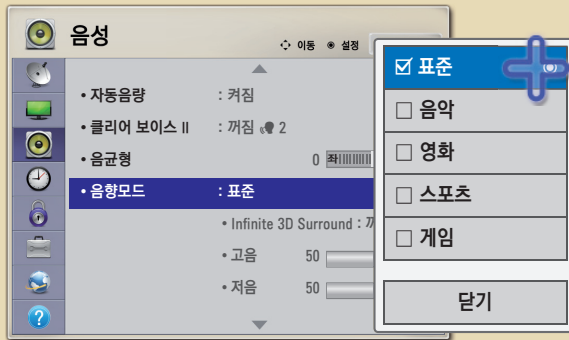 음성
이동 설정
• 자동음량 : 켜짐
• 클리어 보이스 II : 꺼짐 2
• 음균형 0 좌
• 음향모드 : 표준
• Infinite 3D Surround :
• 고음 50
• 저음 50
☑ 표준
□ 음악
□ 영화
□ 스포츠
□ 게임
닫기